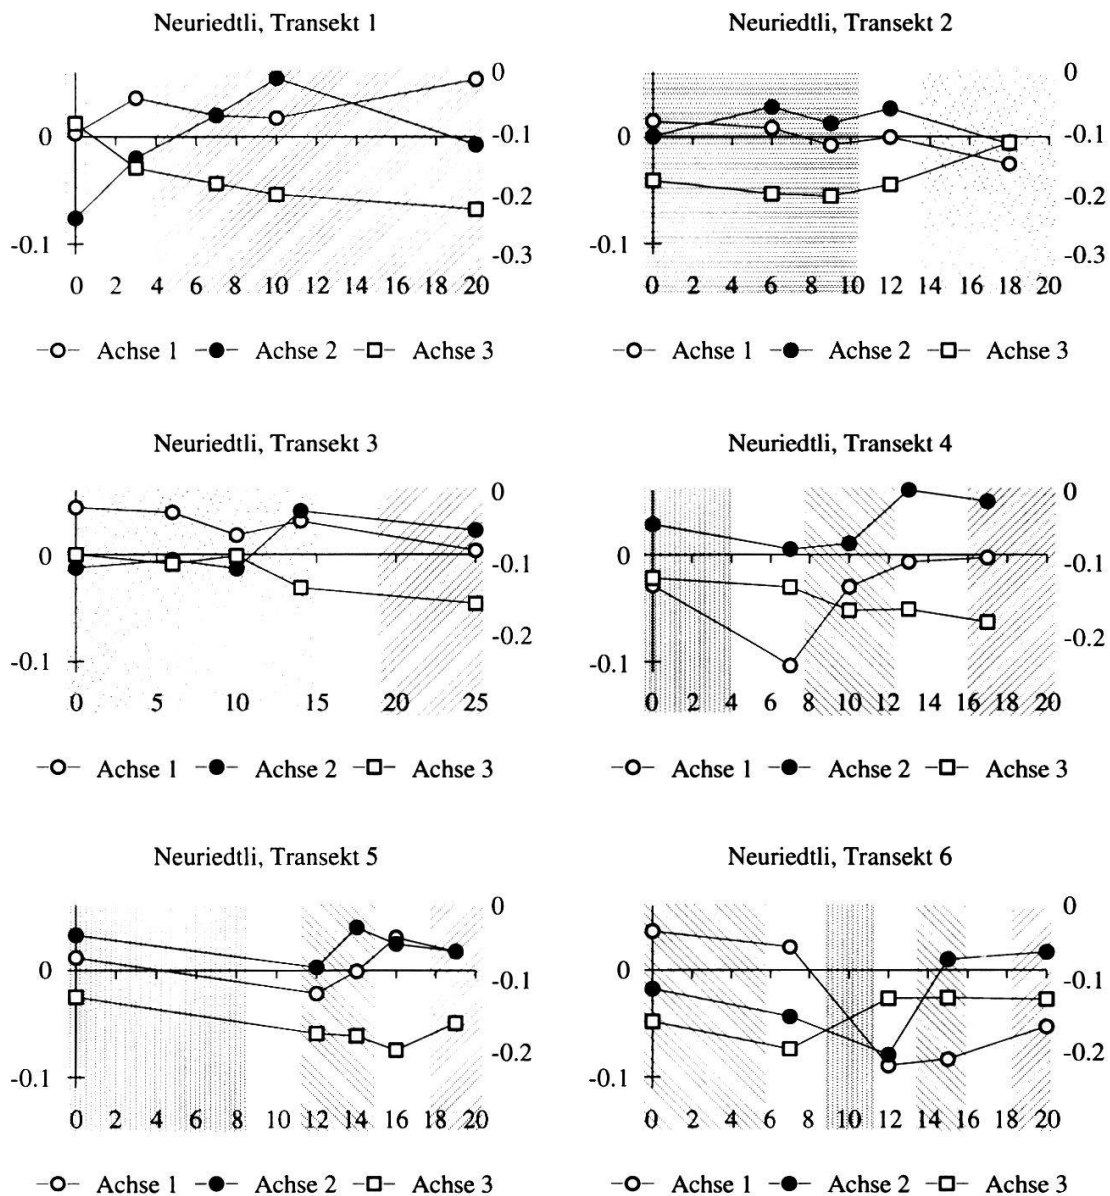 Neuriedtli, Transekt 1
0
0
-0.1
-0.2
-0.1
-0.3
0 2 4 6 8 10 12 14 16 18 20
Achse 1 Achse 2 Achse 3
Neuriedtli, Transekt 2
0
0
-0.1
-0.2
-0.1
-0.3
0 2 4 6 8 10 12 14 16 18 20
Achse 1 Achse 2 Achse 3
Neuriedtli, Transekt 3
0
0
-0.1
-0.2
-0.1
0 5 10 15 20 25
Achse 1 Achse 2 Achse 3
Neuriedtli, Transekt 4
0
0
-0.1
-0.2
-0.1
0 2 4 6 8 10 12 14 16 18 20
Achse 1 Achse 2 Achse 3
Neuriedtli, Transekt 5
0
0
-0.1
-0.2
-0.1
0 2 4 6 8 10 12 14 16 18 20
Achse 1 Achse 2 Achse 3
Neuriedtli, Transekt 6
0
0
-0.1
-0.2
-0.1
0 2 4 6 8 10 12 14 16 18 20
Achse 1 Achse 2 Achse 3